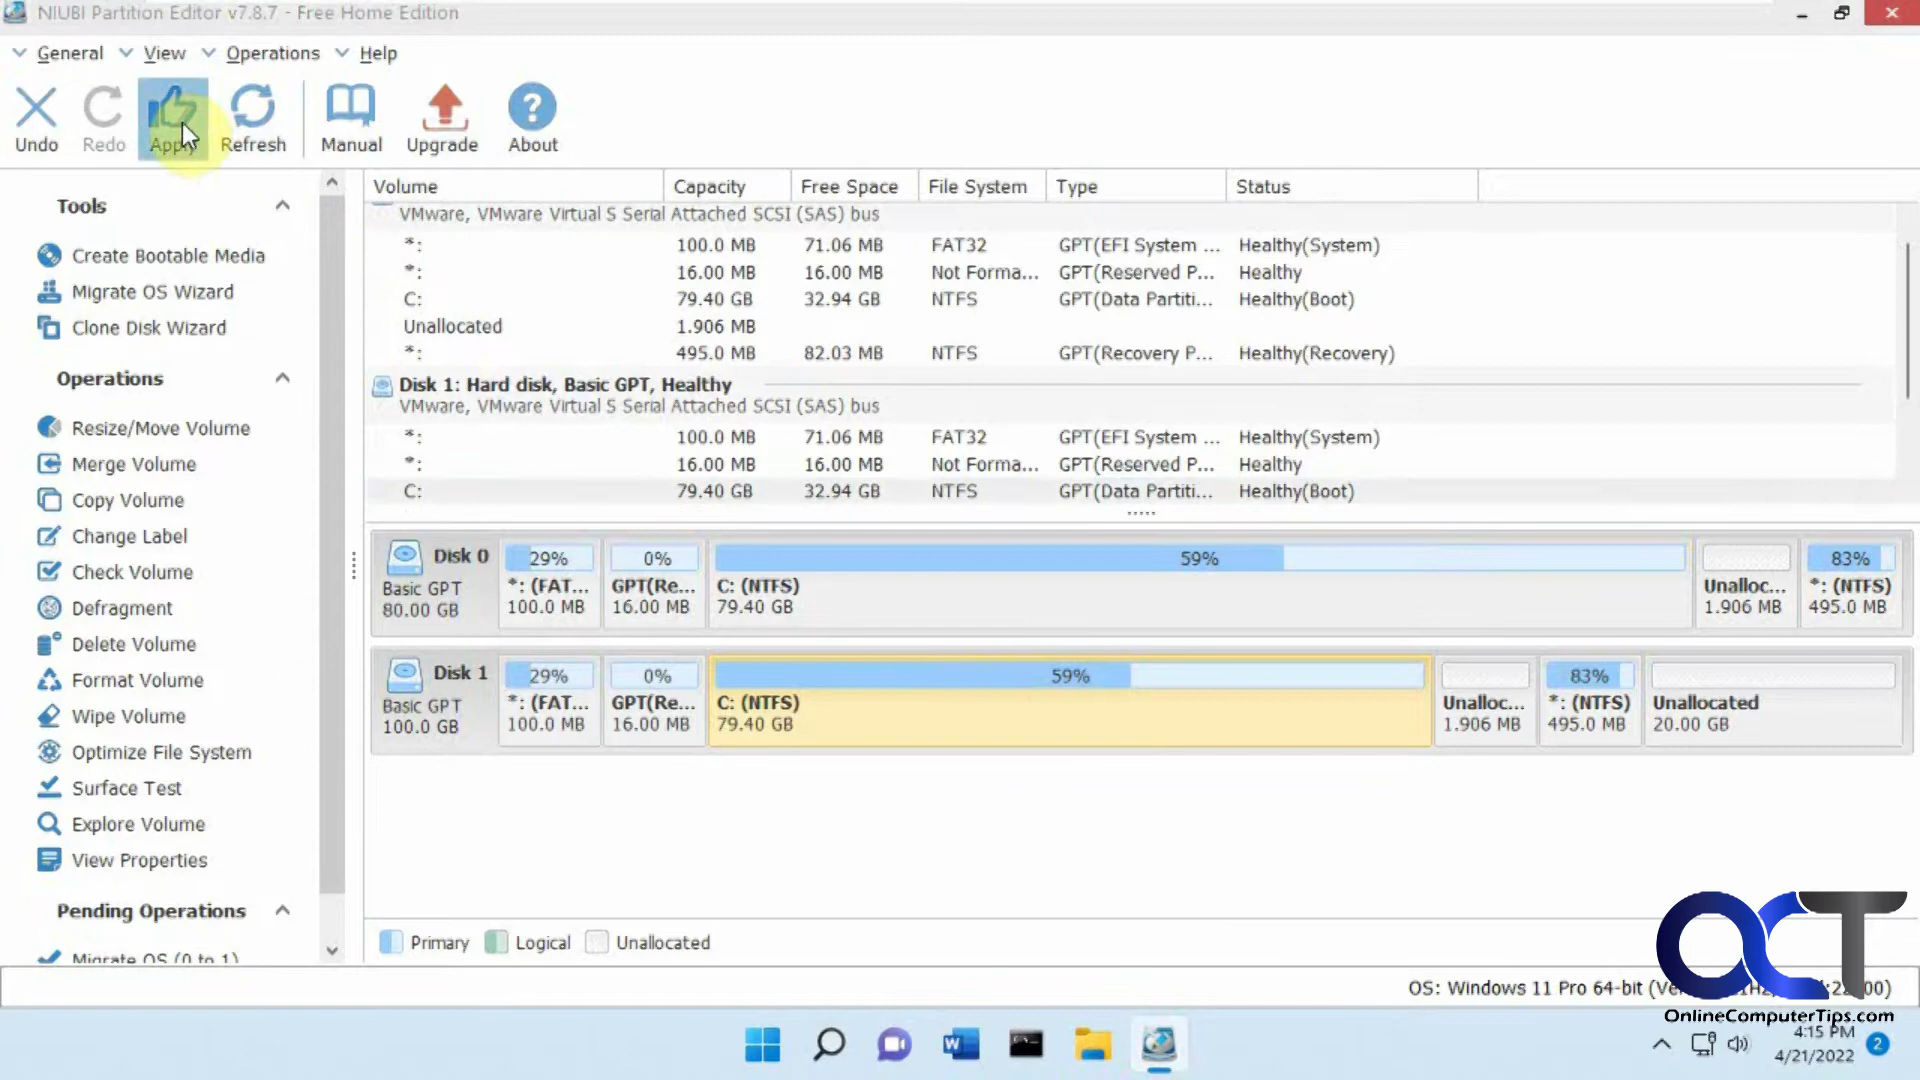 NIUBI Partition Editor v7.8.7 - Free Home Edition
General View Operations Help
Undo Redo Apply Refresh Manual Upgrade About
Tools
Create Bootable Media
Migrate OS Wizard
Clone Disk Wizard
Operations
Resize/Move Volume
Merge Volume
Copy Volume
Change Label
Check Volume
Defragment
Delete Volume
Format Volume
Wipe Volume
Optimize File System
Surface Test
Explore Volume
View Properties
Pending Operations
Migrate OS (0 to 1)
Volume Capacity Free Space File System Type Status
VMware, VMware Virtual S Serial Attached SCSI (SAS) bus
*: 100.0 MB 71.06 MB FAT32 GPT(EFI System ... Healthy(System)
*: 16.00 MB 16.00 MB Not Forma... GPT(Reserved P... Healthy
C: 79.40 GB 32.94 GB NTFS GPT(Data Partiti... Healthy(Boot)
Unallocated 1.906 MB
*: 495.0 MB 82.03 MB NTFS GPT(Recovery P... Healthy(Recovery)
Disk 1: Hard disk, Basic GPT, Healthy
VMware, VMware Virtual S Serial Attached SCSI (SAS) bus
*: 100.0 MB 71.06 MB FAT32 GPT(EFI System ... Healthy(System)
*: 16.00 MB 16.00 MB Not Forma... GPT(Reserved P... Healthy
C: 79.40 GB 32.94 GB NTFS GPT(Data Partiti... Healthy(Boot)
Disk 0 29% 0% 59% 83%
Basic GPT *: (FAT... GPT(Re... C: (NTFS) Unalloc... *: (NTFS)
80.00 GB 100.0 MB 16.00 MB 79.40 GB 1.906 MB 495.0 MB
Disk 1 29% 0% 59% 83%
Basic GPT *: (FAT... GPT(Re... C: (NTFS) Unalloc... *: (NTFS) Unallocated
100.0 GB 100.0 MB 16.00 MB 79.40 GB 1.906 MB 495.0 MB 20.00 GB
Primary Logical Unallocated
OS: Windows 11 Pro 64-bit
OCT
OnlineComputerTips.com
4:15 PM
4/21/2022
2